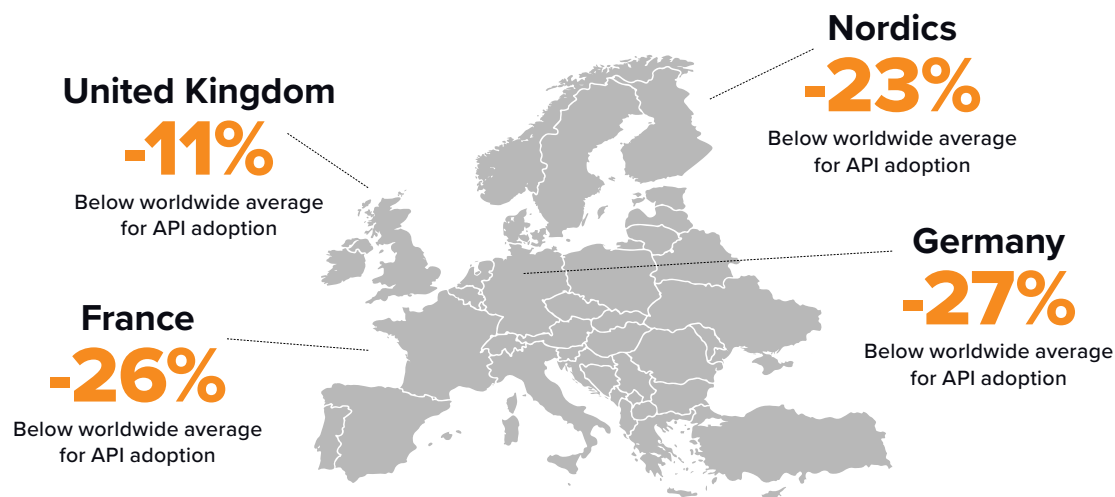 Nordics
-23%
Below worldwide average
for API adoption
United Kingdom
-11%
Below worldwide average
for API adoption
Germany
-27%
Below worldwide average
for API adoption
France
-26%
Below worldwide average
for API adoption